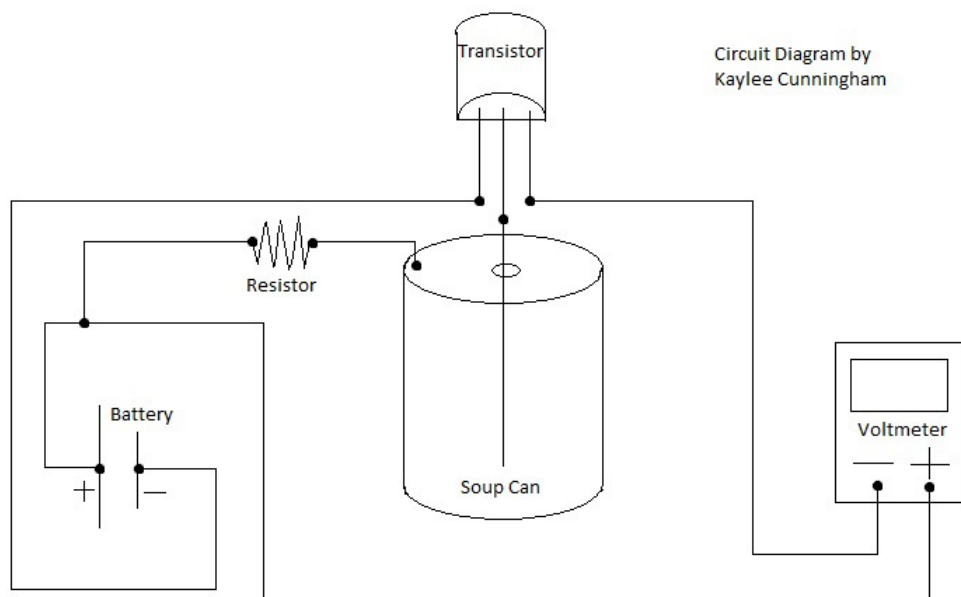 Transistor
Circuit Diagram by
Kaylee Cunningham
Resistor
Battery
+
—
Soup Can
Voltmeter
— +